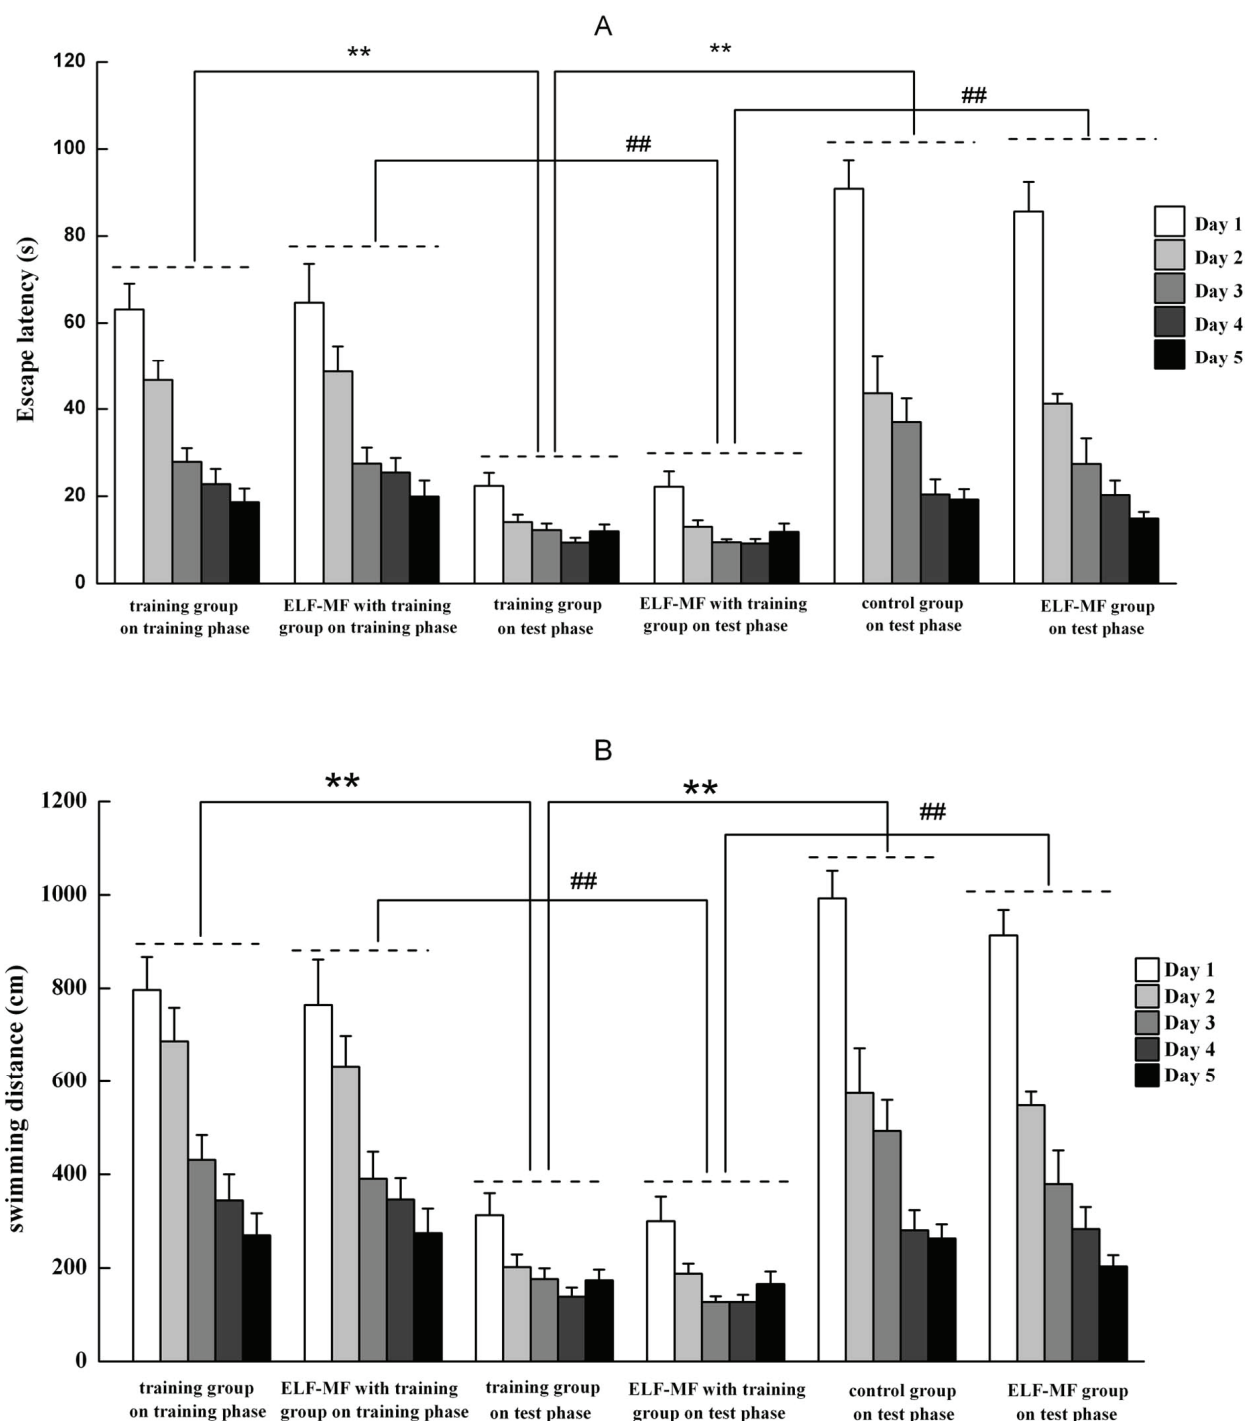 A
**
**
120
##
##
100
80
60
40
20
0
Escape latency (s)
Day 1
Day 2
Day 3
Day 4
Day 5
training group
on training phase
ELF-MF with training
group on training phase
training group
on test phase
ELF-MF with training
group on test phase
control group
on test phase
ELF-MF group
on test phase
B
**
**
1200
##
##
1000
800
600
400
200
0
swimming distance (cm)
Day 1
Day 2
Day 3
Day 4
Day 5
training group
on training phase
ELF-MF with training
group on training phase
training group
on test phase
ELF-MF with training
group on test phase
control group
on test phase
ELF-MF group
on test phase